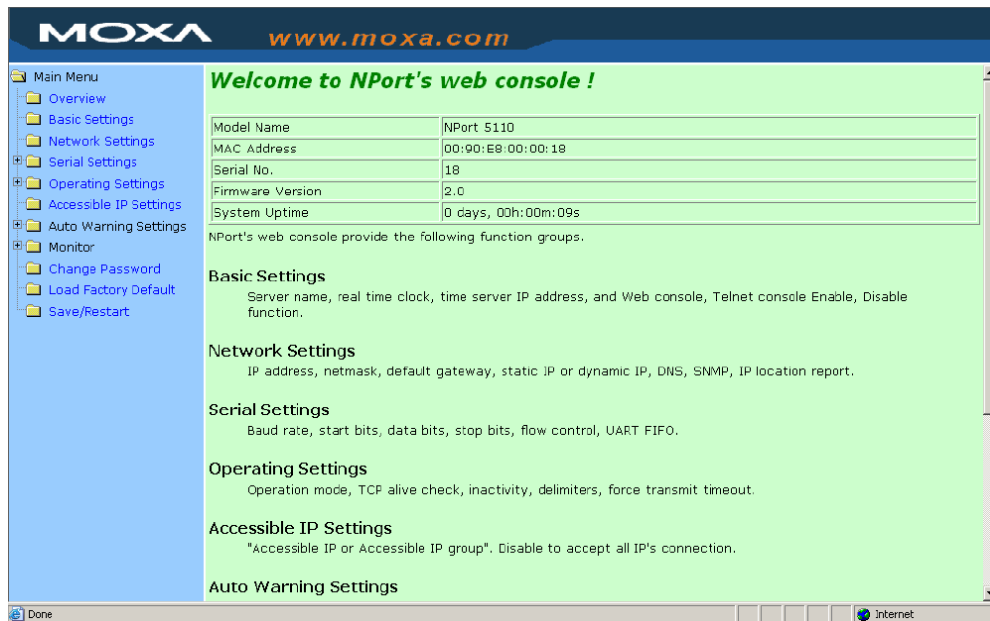 MOXA
www.moxa.com
Main Menu
Overview
Basic Settings
Network Settings
Serial Settings
Operating Settings
Accessible IP Settings
Auto Warning Settings
Monitor
Change Password
Load Factory Default
Save/Restart
Welcome to NPort's web console !
Model Name NPort 5110
MAC Address 00:90:E8:00:00:18
Serial No. 18
Firmware Version 2.0
System Uptime 0 days, 00h:00m:09s
NPort's web console provide the following function groups.
Basic Settings
Server name, real time clock, time server IP address, and Web console, Telnet console Enable, Disable
function.
Network Settings
IP address, netmask, default gateway, static IP or dynamic IP, DNS, SNMP, IP location report.
Serial Settings
Baud rate, start bits, data bits, stop bits, flow control, UART FIFO.
Operating Settings
Operation mode, TCP alive check, inactivity, delimiters, force transmit timeout.
Accessible IP Settings
"Accessible IP or Accessible IP group". Disable to accept all IP's connection.
Auto Warning Settings
Done
Internet